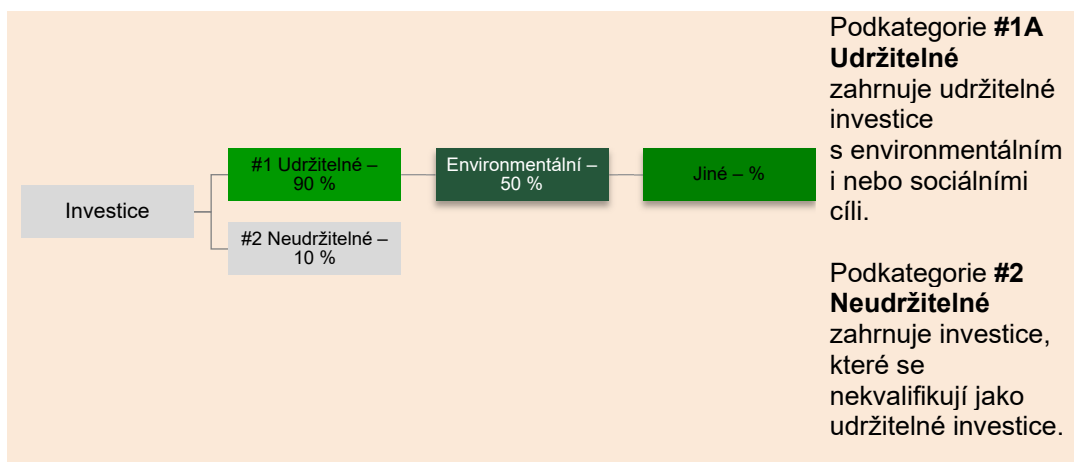 Investice
#1 Udržitelné –
90 %
#2 Neudržitelné –
10 %
Environmentální –
50 %
Jiné – %
Podkategorie #1A
Udržitelné
zahrnuje udržitelné
investice
s environmentálním
i nebo sociálními
cíli.
Podkategorie #2
Neudržitelné
zahrnuje investice,
které se
nekvalifikují jako
udržitelné investice.